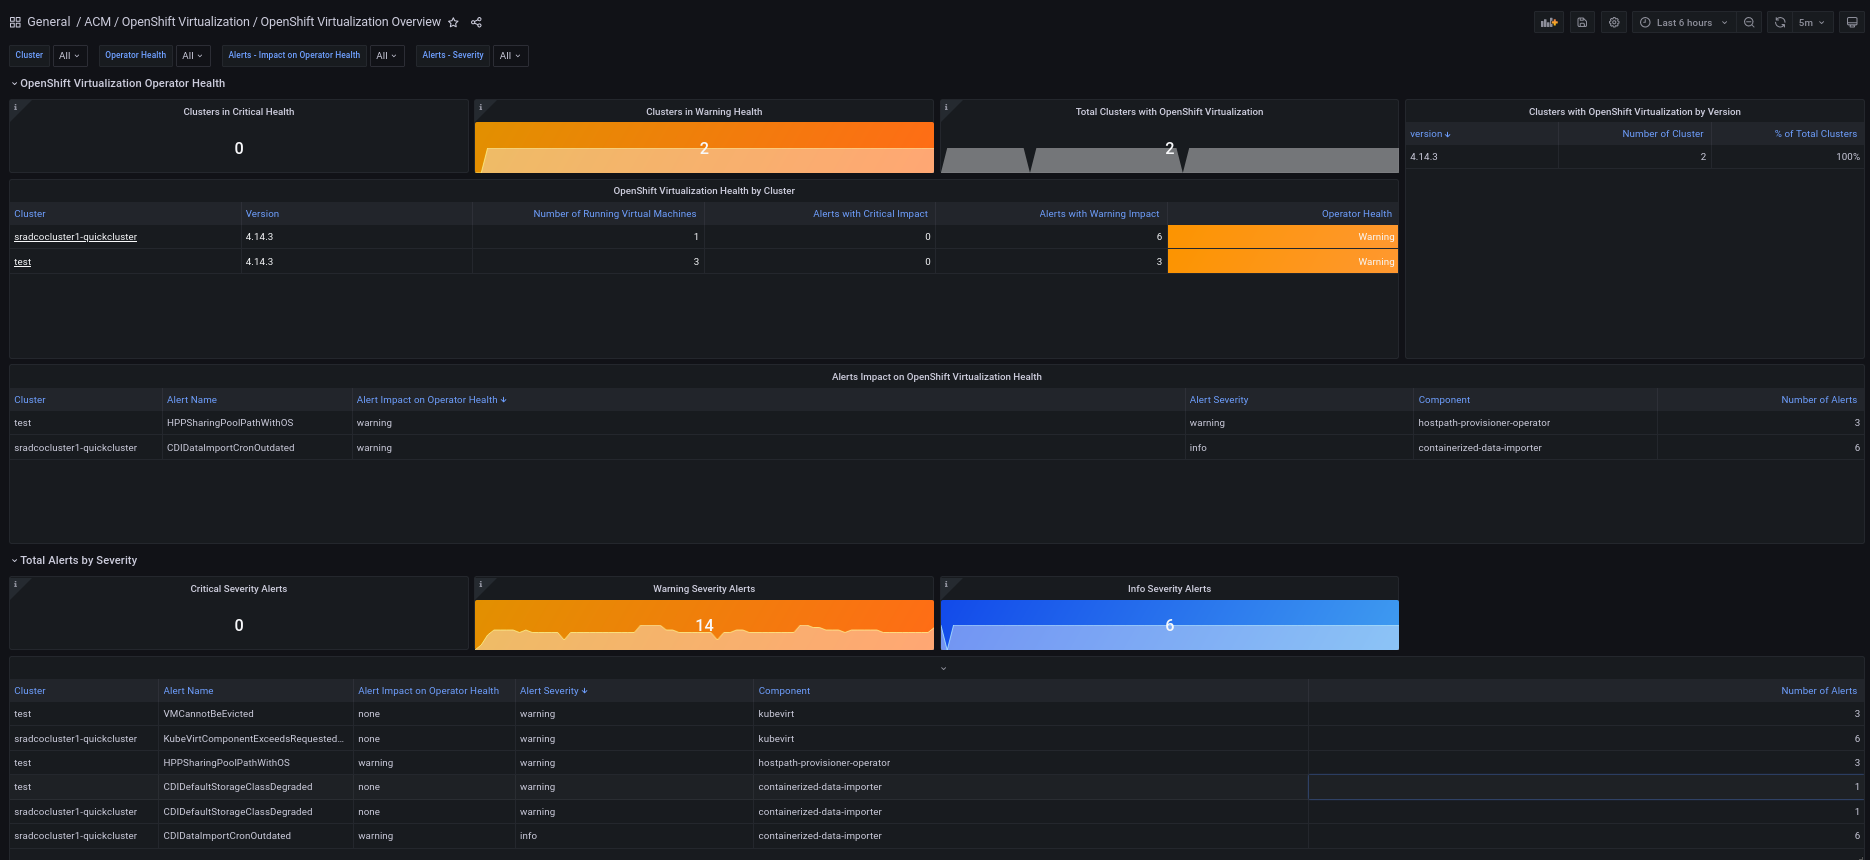 General / ACM / OpenShift Virtualization / OpenShift Virtualization Overview
Last 6 hours
5m
Cluster All Operator Health All Alerts - Impact on Operator Health All Alerts - Severity All
OpenShift Virtualization Operator Health
Clusters in Critical Health
0
Clusters in Warning Health
2
Total Clusters with OpenShift Virtualization
2
Clusters with OpenShift Virtualization by Version
version Number of Cluster % of Total Clusters
4.14.3 2 100%
OpenShift Virtualization Health by Cluster
Cluster Version Number of Running Virtual Machines Alerts with Critical Impact Alerts with Warning Impact Operator Health
sradcocluster1-quickcluster 4.14.3 1 0 6 Warning
test 4.14.3 3 0 3 Warning
Alerts Impact on OpenShift Virtualization Health
Cluster Alert Name Alert Impact on Operator Health Alert Severity Component Number of Alerts
test HPPSharingPoolPathWithOS warning warning hostpath-provisioner-operator 3
sradcocluster1-quickcluster CDIDataImportCronOutdated warning info containerized-data-importer 6
Total Alerts by Severity
Critical Severity Alerts
0
Warning Severity Alerts
14
Info Severity Alerts
6
Cluster Alert Name Alert Impact on Operator Health Alert Severity Component Number of Alerts
test VMCannotBeEvicted none warning kubevirt 3
sradcocluster1-quickcluster KubeVirtComponentExceedsRequested... none warning kubevirt 6
test HPPSharingPoolPathWithOS warning warning hostpath-provisioner-operator 3
test CDIDefaultStorageClassDegraded none warning containerized-data-importer 1
sradcocluster1-quickcluster CDIDefaultStorageClassDegraded none warning containerized-data-importer 1
sradcocluster1-quickcluster CDIDataImportCronOutdated warning info containerized-data-importer 6